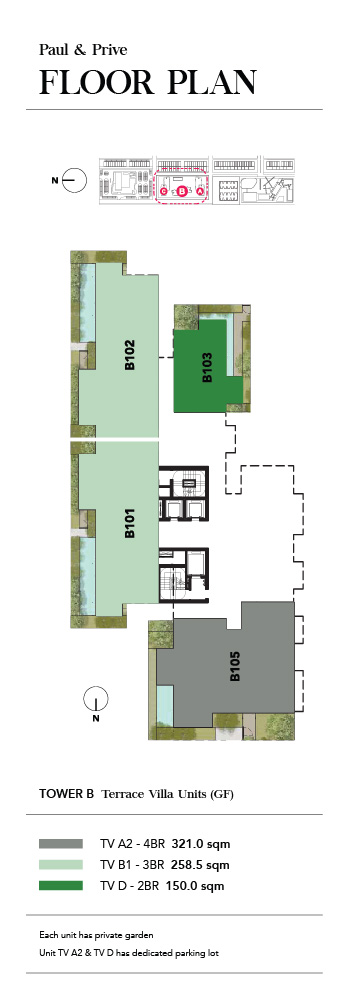 Paul & Prive
FLOOR PLAN
N
C B A
B102
B103
B101
B105
N
TOWER B Terrace Villa Units (GF)
TV A2 - 4BR 321.0 sqm
TV B1 - 3BR 258.5 sqm
TV D - 2BR 150.0 sqm
Each unit has private garden
Unit TV A2 & TV D has dedicated parking lot